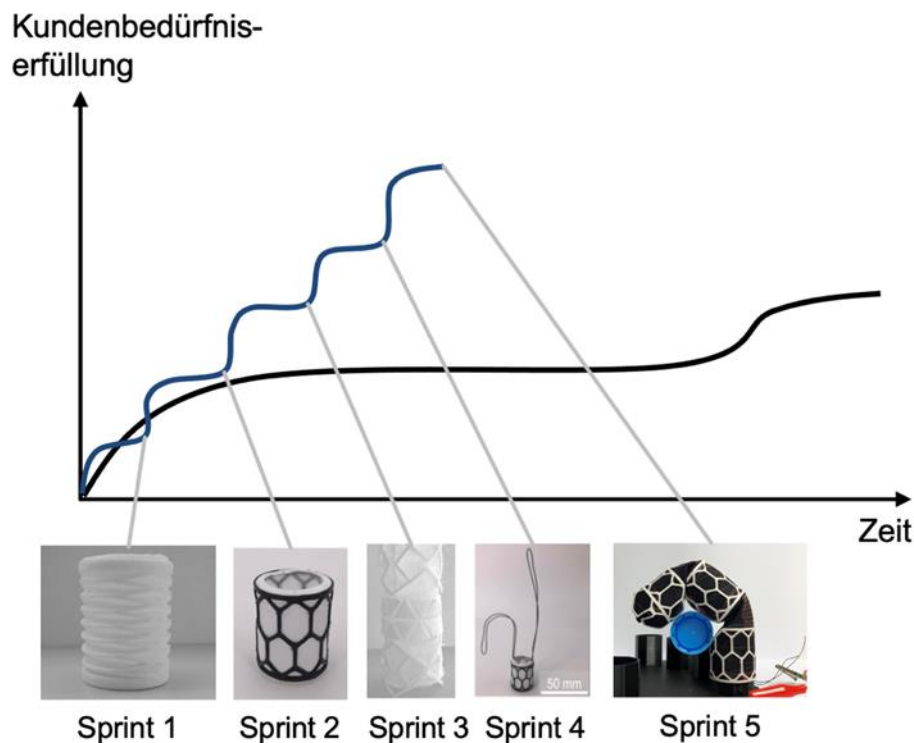 Kundenbedürfnis-
erfüllung
Zeit
50 mm
Sprint 1
Sprint 2
Sprint 3
Sprint 4
Sprint 5